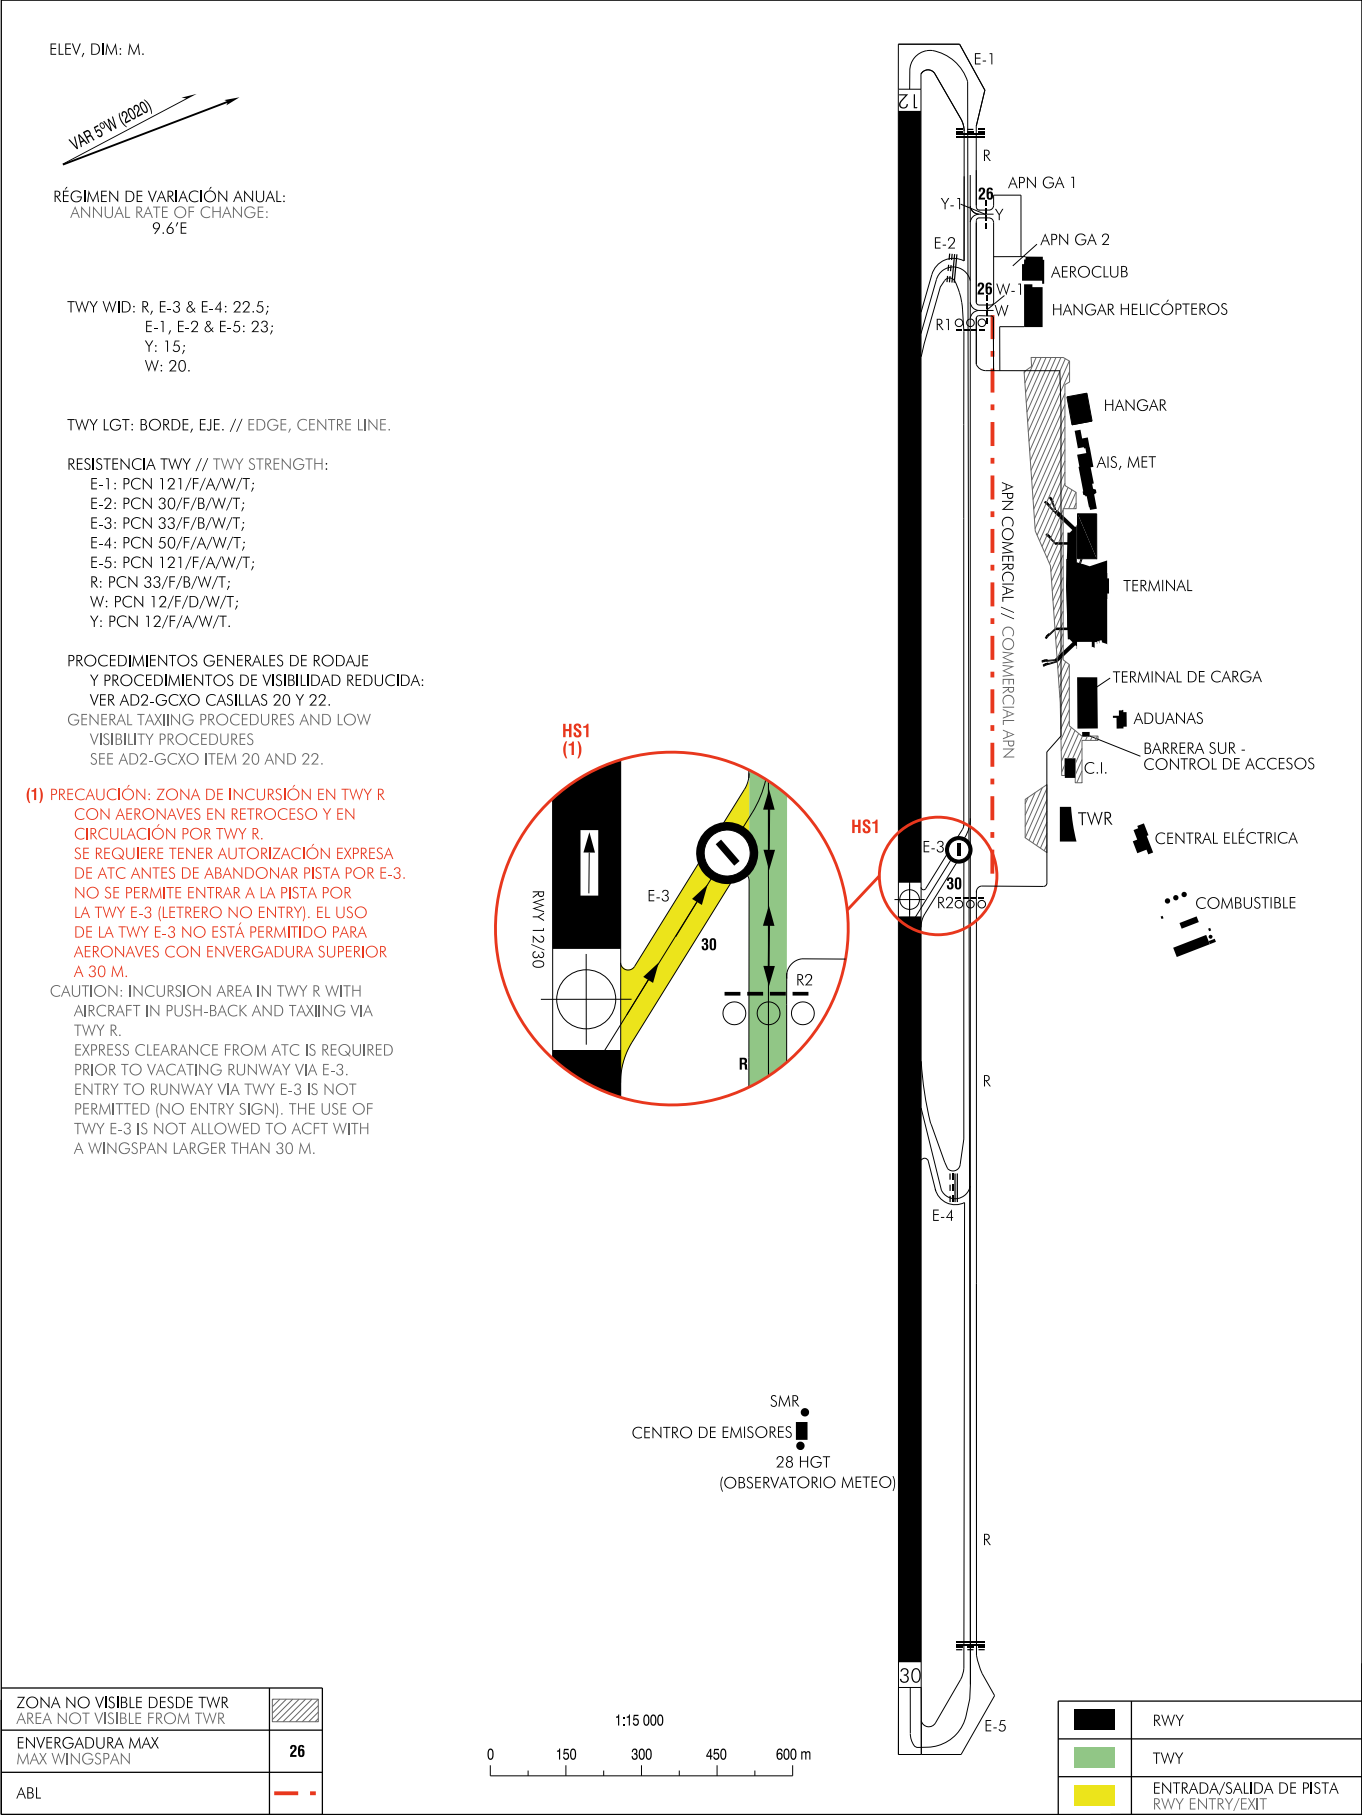 ELEV, DIM: M.
VAR 5ºW (2020)
RÉGIMEN DE VARIACIÓN ANUAL:
ANNUAL RATE OF CHANGE:
9.6'E
TWY WID: R, E-3 & E-4: 22.5;
E-1, E-2 & E-5: 23;
Y: 15;
W: 20.
TWY LGT: BORDE, EJE. // EDGE, CENTRE LINE.
RESISTENCIA TWY // TWY STRENGTH:
E-1: PCN 121/F/A/W/T;
E-2: PCN 30/F/B/W/T;
E-3: PCN 33/F/B/W/T;
E-4: PCN 50/F/A/W/T;
E-5: PCN 121/F/A/W/T;
R: PCN 33/F/B/W/T;
W: PCN 12/F/D/W/T;
Y: PCN 12/F/A/W/T.
PROCEDIMIENTOS GENERALES DE RODAJE
Y PROCEDIMIENTOS DE VISIBILIDAD REDUCIDA:
VER AD2-GCXO CASILLAS 20 Y 22.
GENERAL TAXIING PROCEDURES AND LOW
VISIBILITY PROCEDURES
SEE AD2-GCXO ITEM 20 AND 22.
(1) PRECAUCIÓN: ZONA DE INCURSIÓN EN TWY R
CON AERONAVES EN RETROCESO Y EN
CIRCULACIÓN POR TWY R.
SE REQUIERE TENER AUTORIZACIÓN EXPRESA
DE ATC ANTES DE ABANDONAR PISTA POR E-3.
NO SE PERMITE ENTRAR A LA PISTA POR
LA TWY E-3 (LETRERO NO ENTRY). EL USO
DE LA TWY E-3 NO ESTÁ PERMITIDO PARA
AERONAVES CON ENVERGADURA SUPERIOR
A 30 M.
CAUTION: INCURSION AREA IN TWY R WITH
AIRCRAFT IN PUSH-BACK AND TAXIING VIA
TWY R.
EXPRESS CLEARANCE FROM ATC IS REQUIRED
PRIOR TO VACATING RUNWAY VIA E-3.
ENTRY TO RUNWAY VIA TWY E-3 IS NOT
PERMITTED (NO ENTRY SIGN). THE USE OF
TWY E-3 IS NOT ALLOWED TO ACFT WITH
A WINGSPAN LARGER THAN 30 M.
HS1
(1)
E-3
30
RWY 12/30
R2
R
E-1
12
R
26
APN GA 1
Y-1
Y
E-2
APN GA 2
AEROCLUB
26
W-1
W
HANGAR HELICÓPTEROS
R1
HANGAR
AIS, MET
APN COMERCIAL // COMMERCIAL APN
TERMINAL
TERMINAL DE CARGA
ADUANAS
BARRERA SUR -
CONTROL DE ACCESOS
C.I.
TWR
CENTRAL ELÉCTRICA
HS1
E-3
30
R2
COMBUSTIBLE
R
E-4
SMR
CENTRO DE EMISORES
28 HGT
(OBSERVATORIO METEO)
R
30
E-5
ZONA NO VISIBLE DESDE TWR
AREA NOT VISIBLE FROM TWR
ENVERGADURA MAX
MAX WINGSPAN
26
ABL
1:15 000
0 150 300 450 600 m
RWY
TWY
ENTRADA/SALIDA DE PISTA
RWY ENTRY/EXIT